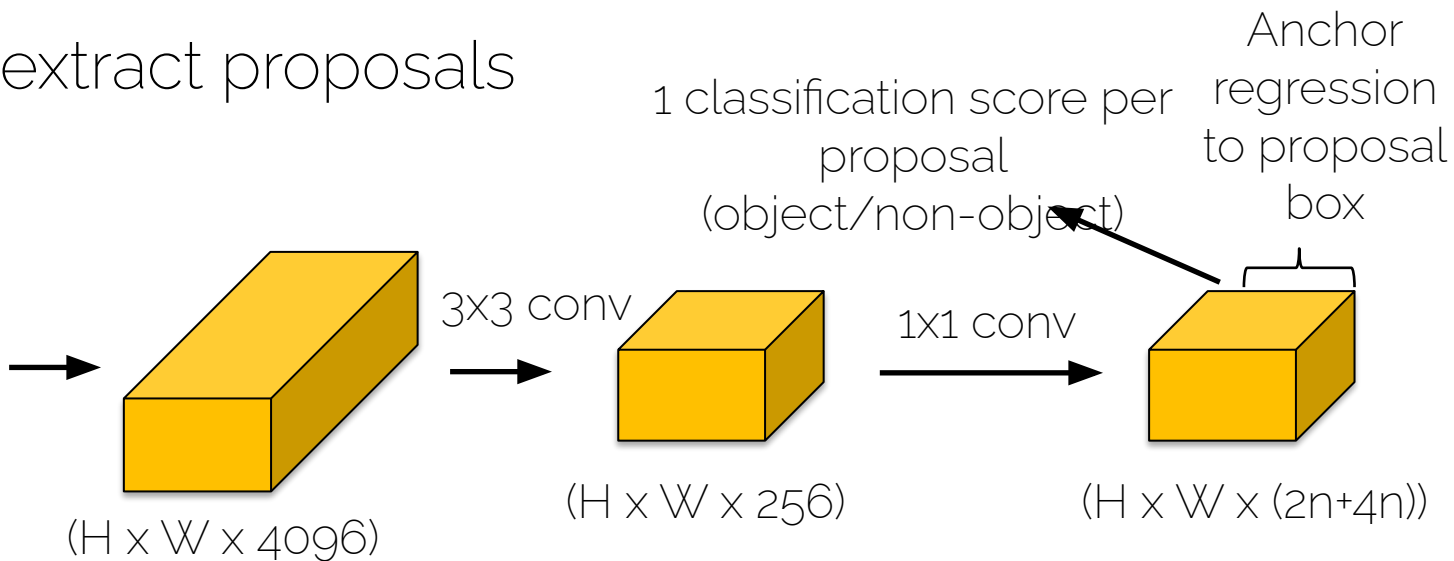 extract proposals
1 classification score per
proposal
(object/non-object)
Anchor
regression
to proposal
box
3x3 conv
1x1 conv
(H x W x 4096)
(H x W x 256)
(H x W x (2n+4n))